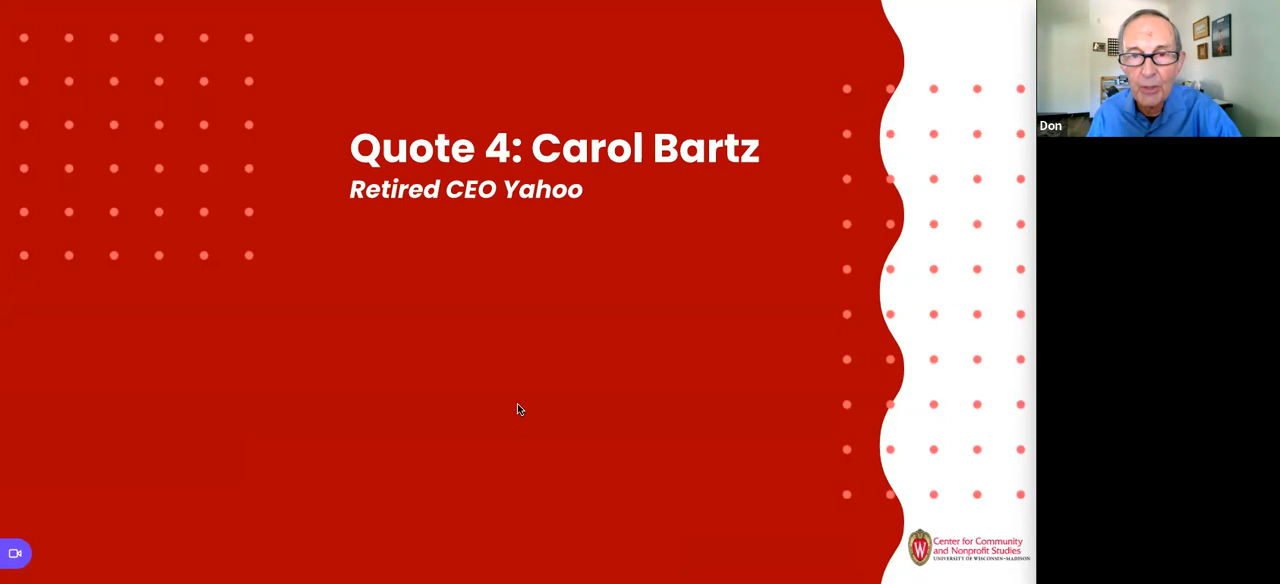 Quote 4: Carol Bartz
Retired CEO Yahoo
Don
W
Center for Community
and Nonprofit Studies
UNIVERSITY OF WISCONSIN–MADISON